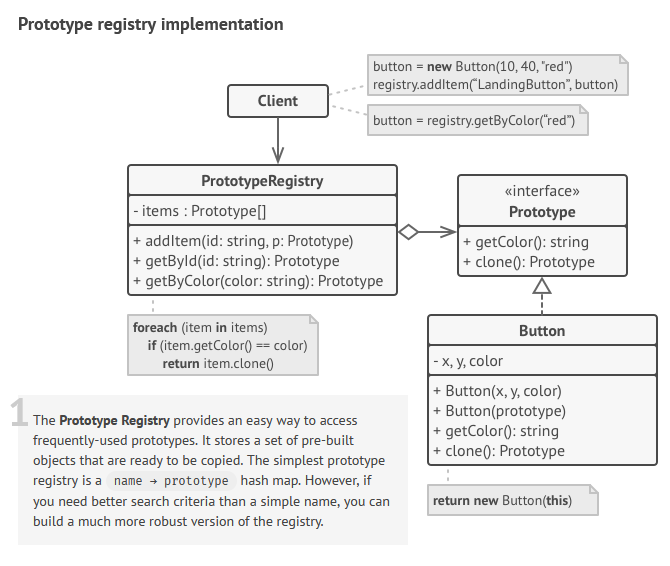 Prototype registry implementation
button = new Button(10, 40, "red")
registry.addItem(“LandingButton”, button)
Client
button = registry.getByColor(“red”)
PrototypeRegistry
- items : Prototype[]
+ addItem(id: string, p: Prototype)
+ getById(id: string): Prototype
+ getByColor(color: string): Prototype
«interface»
Prototype
+ getColor(): string
+ clone(): Prototype
foreach (item in items)
if (item.getColor() == color)
return item.clone()
Button
- x, y, color
+ Button(x, y, color)
+ Button(prototype)
+ getColor(): string
+ clone(): Prototype
return new Button(this)
1
The Prototype Registry provides an easy way to access
frequently-used prototypes. It stores a set of pre-built
objects that are ready to be copied. The simplest prototype
registry is a name → prototype hash map. However, if
you need better search criteria than a simple name, you can
build a much more robust version of the registry.